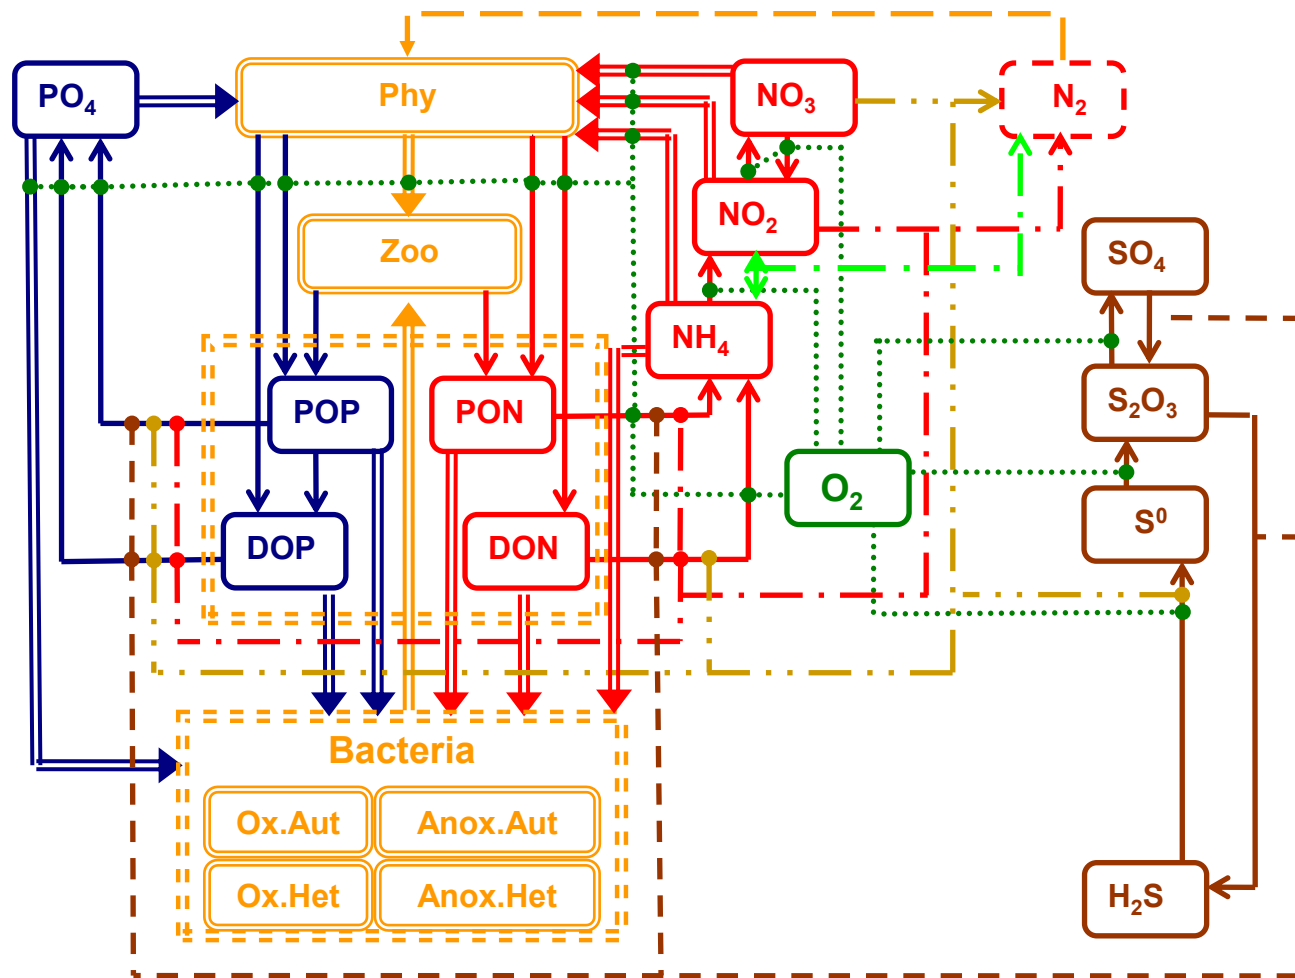 PO₄
Phy
NO₃
N₂
NO₂
Zoo
SO₄
NH₄
POP
PON
S₂O₃
O₂
S⁰
DOP
DON
Bacteria
Ox.Aut
Anox.Aut
Ox.Het
Anox.Het
H₂S